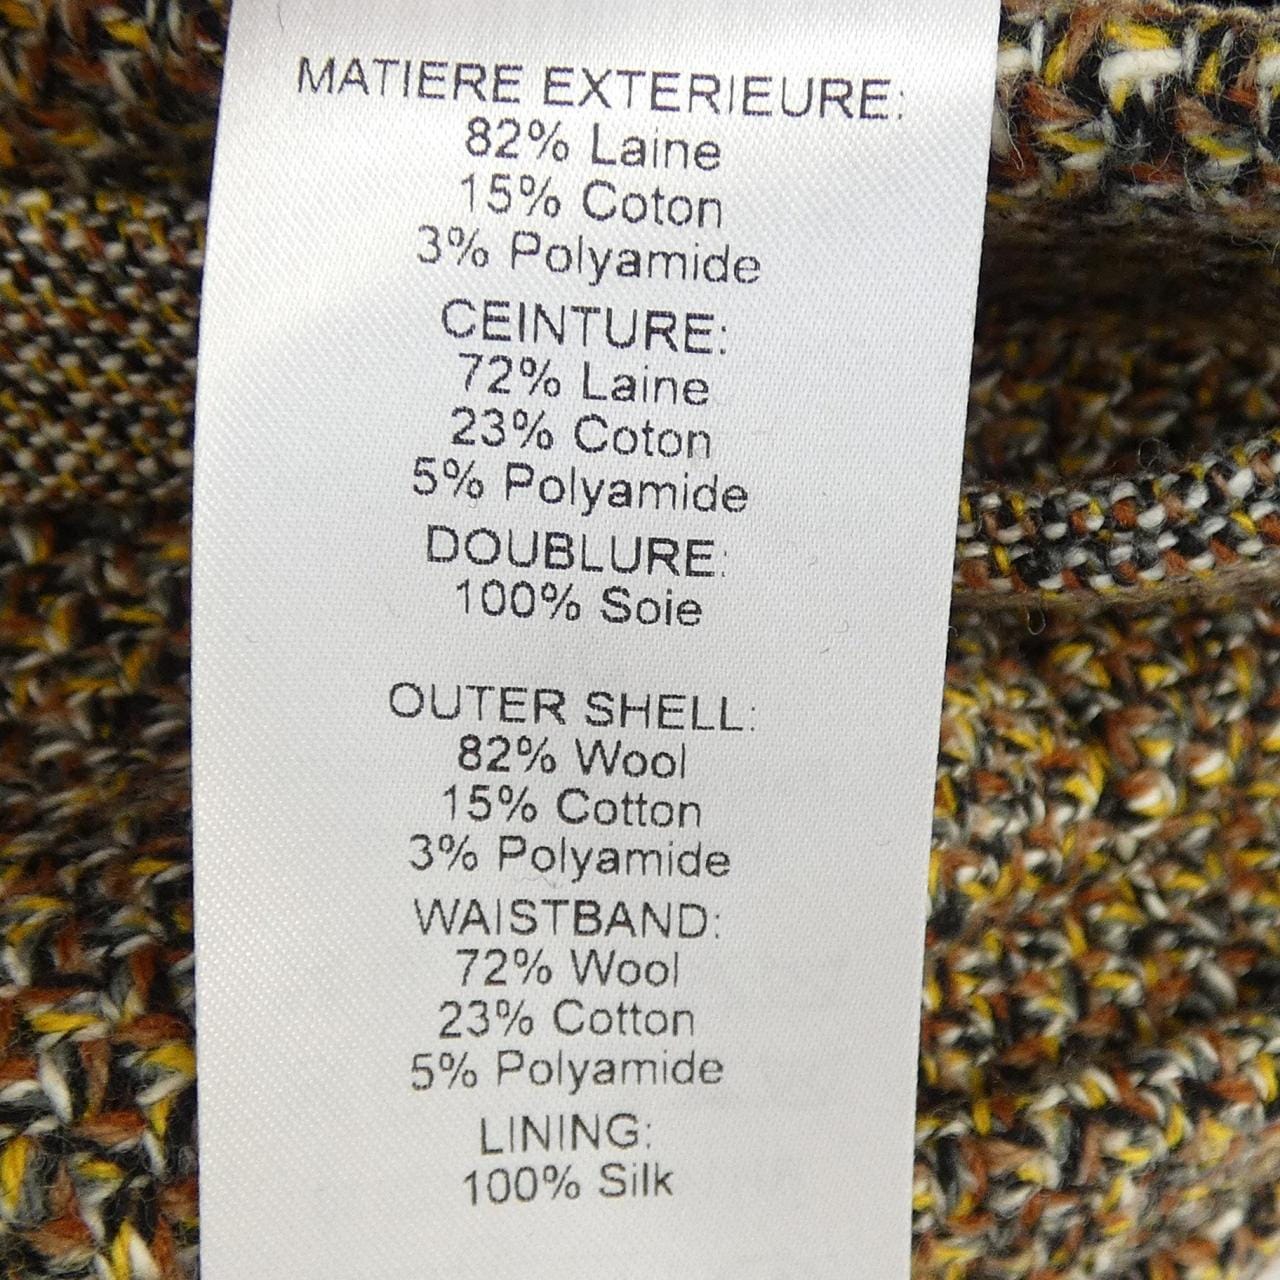 MATIERE EXTERIEURE:
82% Laine
15% Coton
3% Polyamide
CEINTURE:
72% Laine
23% Coton
5% Polyamide
DOUBLURE:
100% Soie
OUTER SHELL:
82% Wool
15% Cotton
3% Polyamide
WAISTBAND:
72% Wool
23% Cotton
5% Polyamide
LINING:
100% Silk